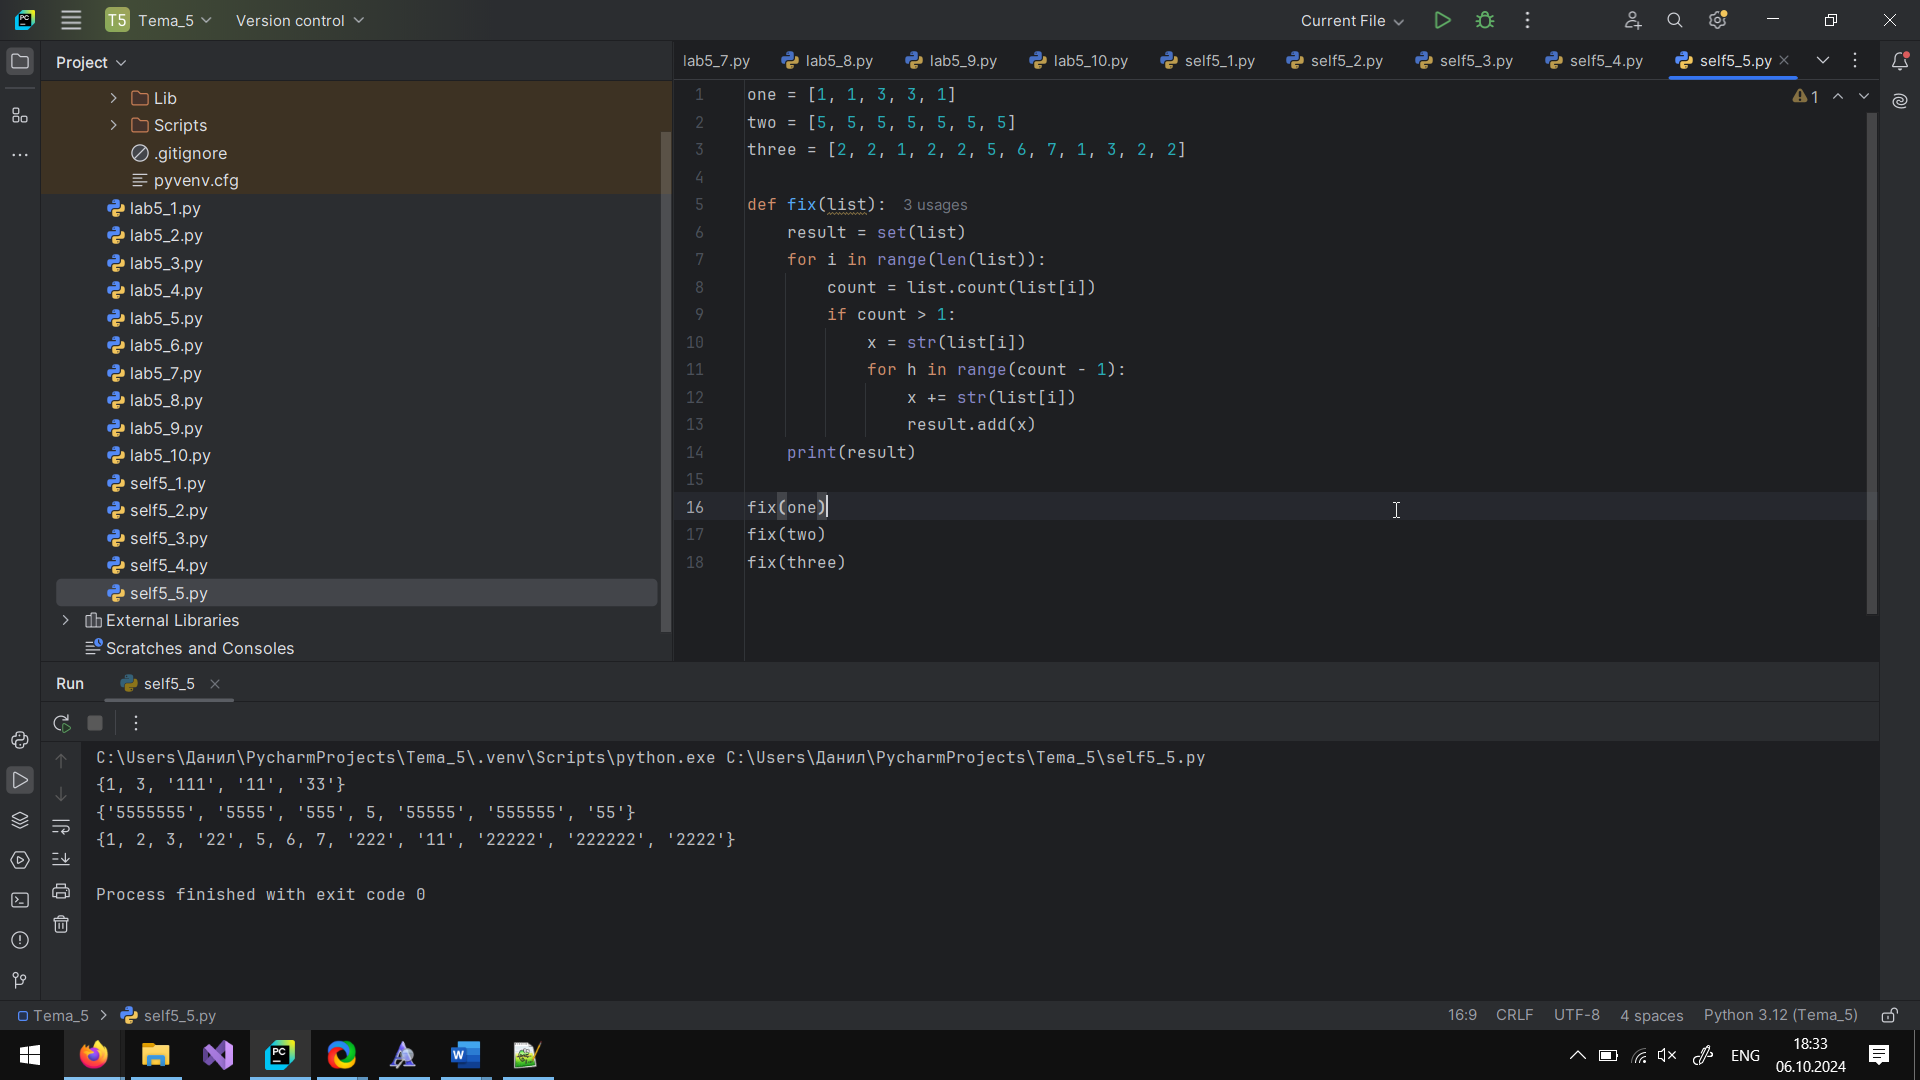 PC
T5 Tema_5 Version control Current File
Project
lab5_7.py lab5_8.py lab5_9.py lab5_10.py self5_1.py self5_2.py self5_3.py self5_4.py self5_5.py
Lib
Scripts
.gitignore
pyvenv.cfg
lab5_1.py
lab5_2.py
lab5_3.py
lab5_4.py
lab5_5.py
lab5_6.py
lab5_7.py
lab5_8.py
lab5_9.py
lab5_10.py
self5_1.py
self5_2.py
self5_3.py
self5_4.py
self5_5.py
External Libraries
Scratches and Consoles
1 one = [1, 1, 3, 3, 1]
1
2 two = [5, 5, 5, 5, 5, 5, 5]
3 three = [2, 2, 1, 2, 2, 5, 6, 7, 1, 3, 2, 2]
4
5 def fix(list): 3 usages
6     result = set(list)
7     for i in range(len(list)):
8         count = list.count(list[i])
9         if count > 1:
10             x = str(list[i])
11             for h in range(count - 1):
12                 x += str(list[i])
13                 result.add(x)
14     print(result)
15
16 fix(one)
17 fix(two)
18 fix(three)
Run self5_5
C:\Users\Данил\PycharmProjects\Tema_5\.venv\Scripts\python.exe C:\Users\Данил\PycharmProjects\Tema_5\self5_5.py
{1, 3, '111', '11', '33'}
{'5555555', '5555', '555', 5, '55555', '555555', '55'}
{1, 2, 3, '22', 5, 6, 7, '222', '11', '22222', '222222', '2222'}
Process finished with exit code 0
Tema_5 self5_5.py 16:9 CRLF UTF-8 4 spaces Python 3.12 (Tema_5)
PC
W
ENG
18:33
06.10.2024